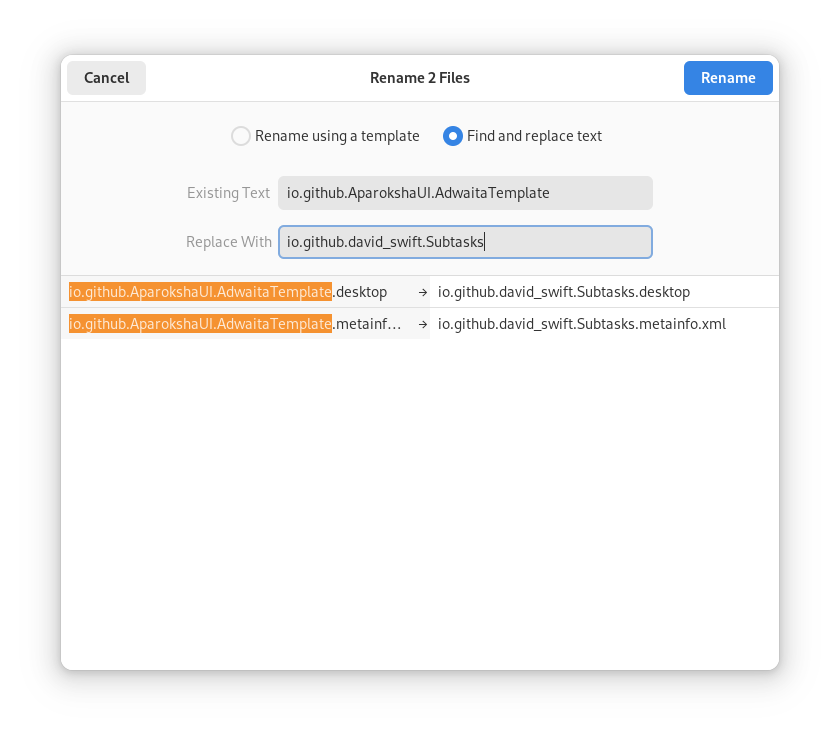 Cancel Rename 2 Files Rename
Rename using a template Find and replace text
Existing Text io.github.AparokshaUI.AdwaitaTemplate
Replace With io.github.david_swift.Subtasks
io.github.AparokshaUI.AdwaitaTemplate.desktop → io.github.david_swift.Subtasks.desktop
io.github.AparokshaUI.AdwaitaTemplate.metainf… → io.github.david_swift.Subtasks.metainfo.xml